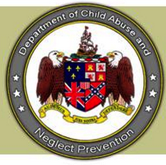 Department of Child Abuse and
Neglect Prevention